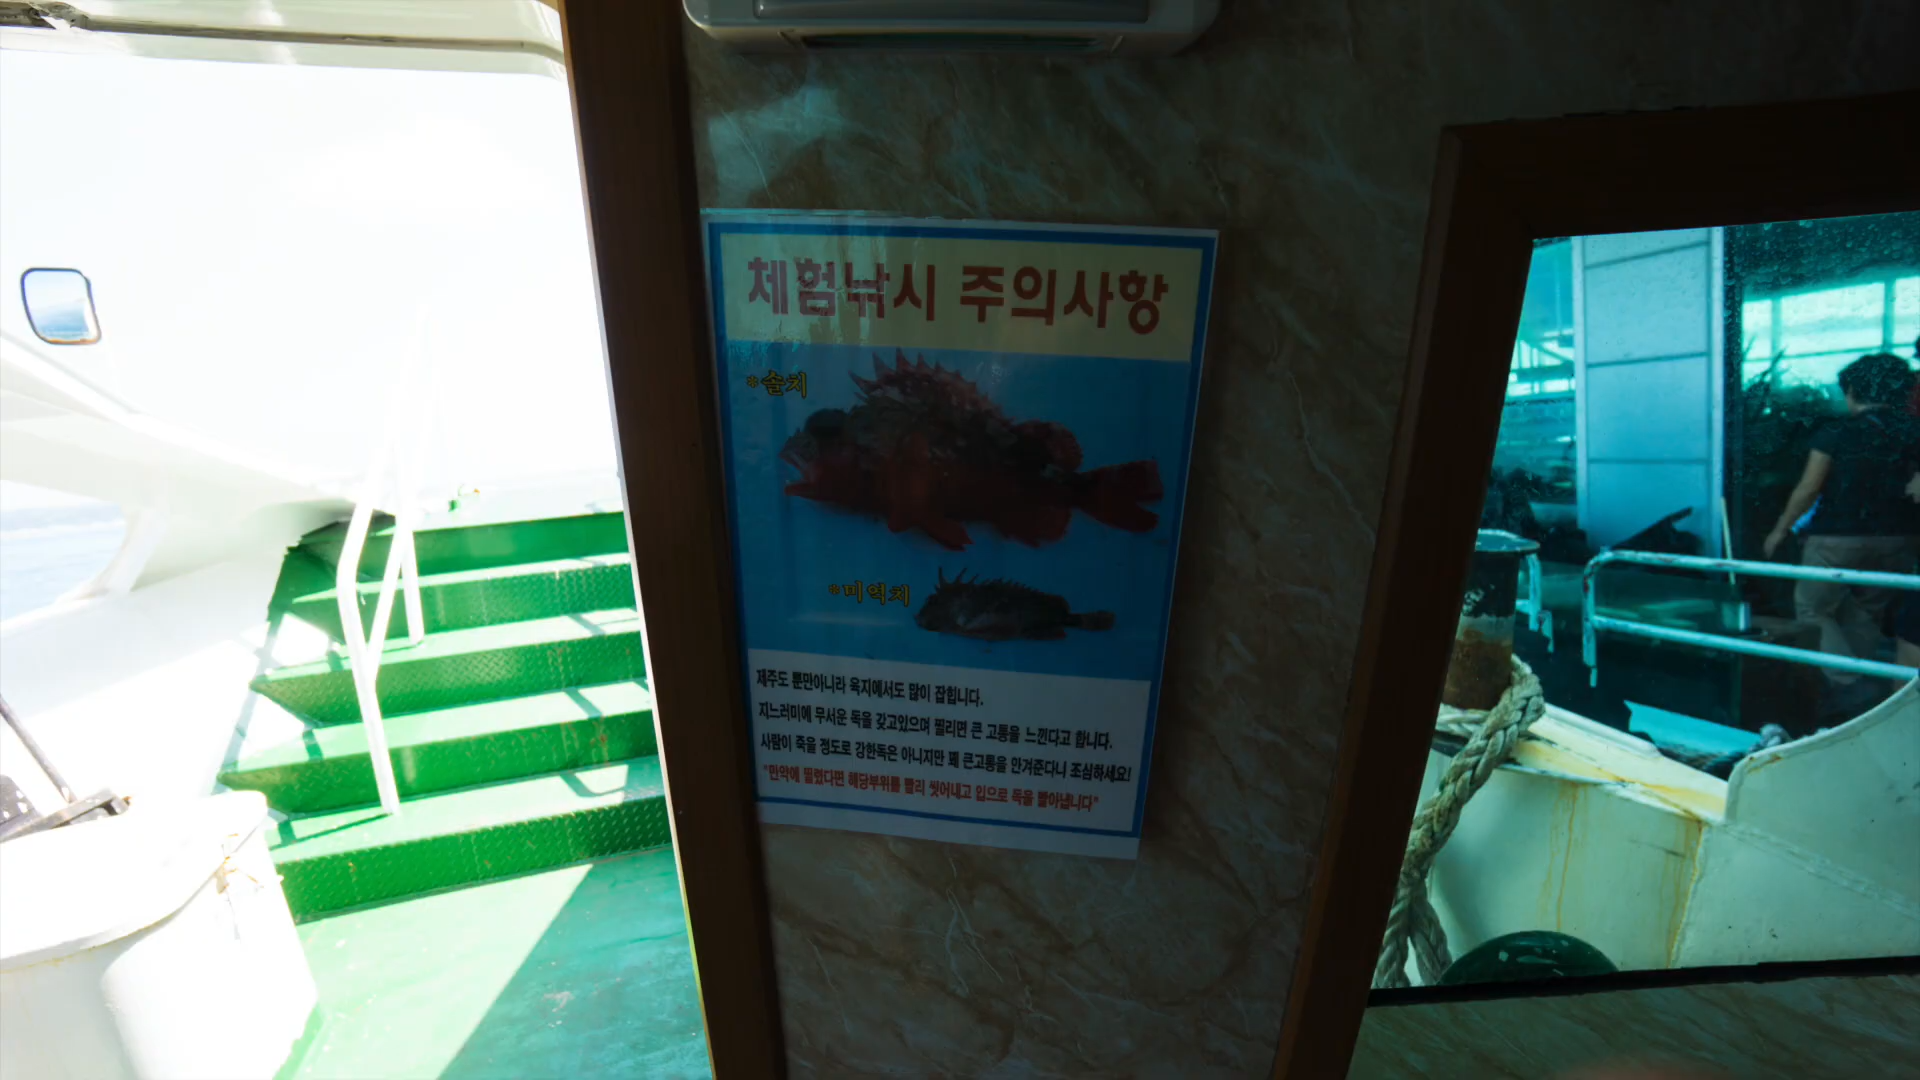 체험낚시 주의사항
*솔치
*미역치
제주도 뿐만아니라 육지에서도 많이 잡힙니다.
지느러미에 무서운 독을 갖고있으며 찔리면 큰 고통을 느낀다고 합니다.
사람이 죽을 정도로 강한독은 아니지만 꽤 큰고통을 안겨준다니 조심하세요!
"만약에 찔렸다면 해당부위를 빨리 씻어내고 입으로 독을 빨아냅니다"